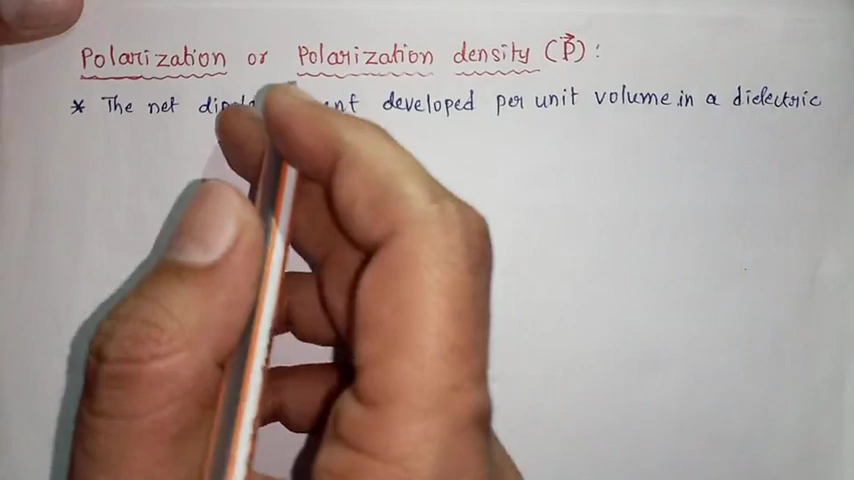 Polarization or Polarization density (P⃗) :
* The net developed per unit volume in a dielectric